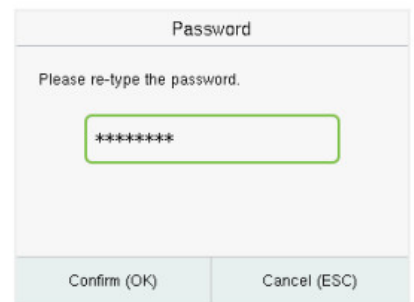 Password
Please re-type the password.
********
Confirm (OK)
Cancel (ESC)